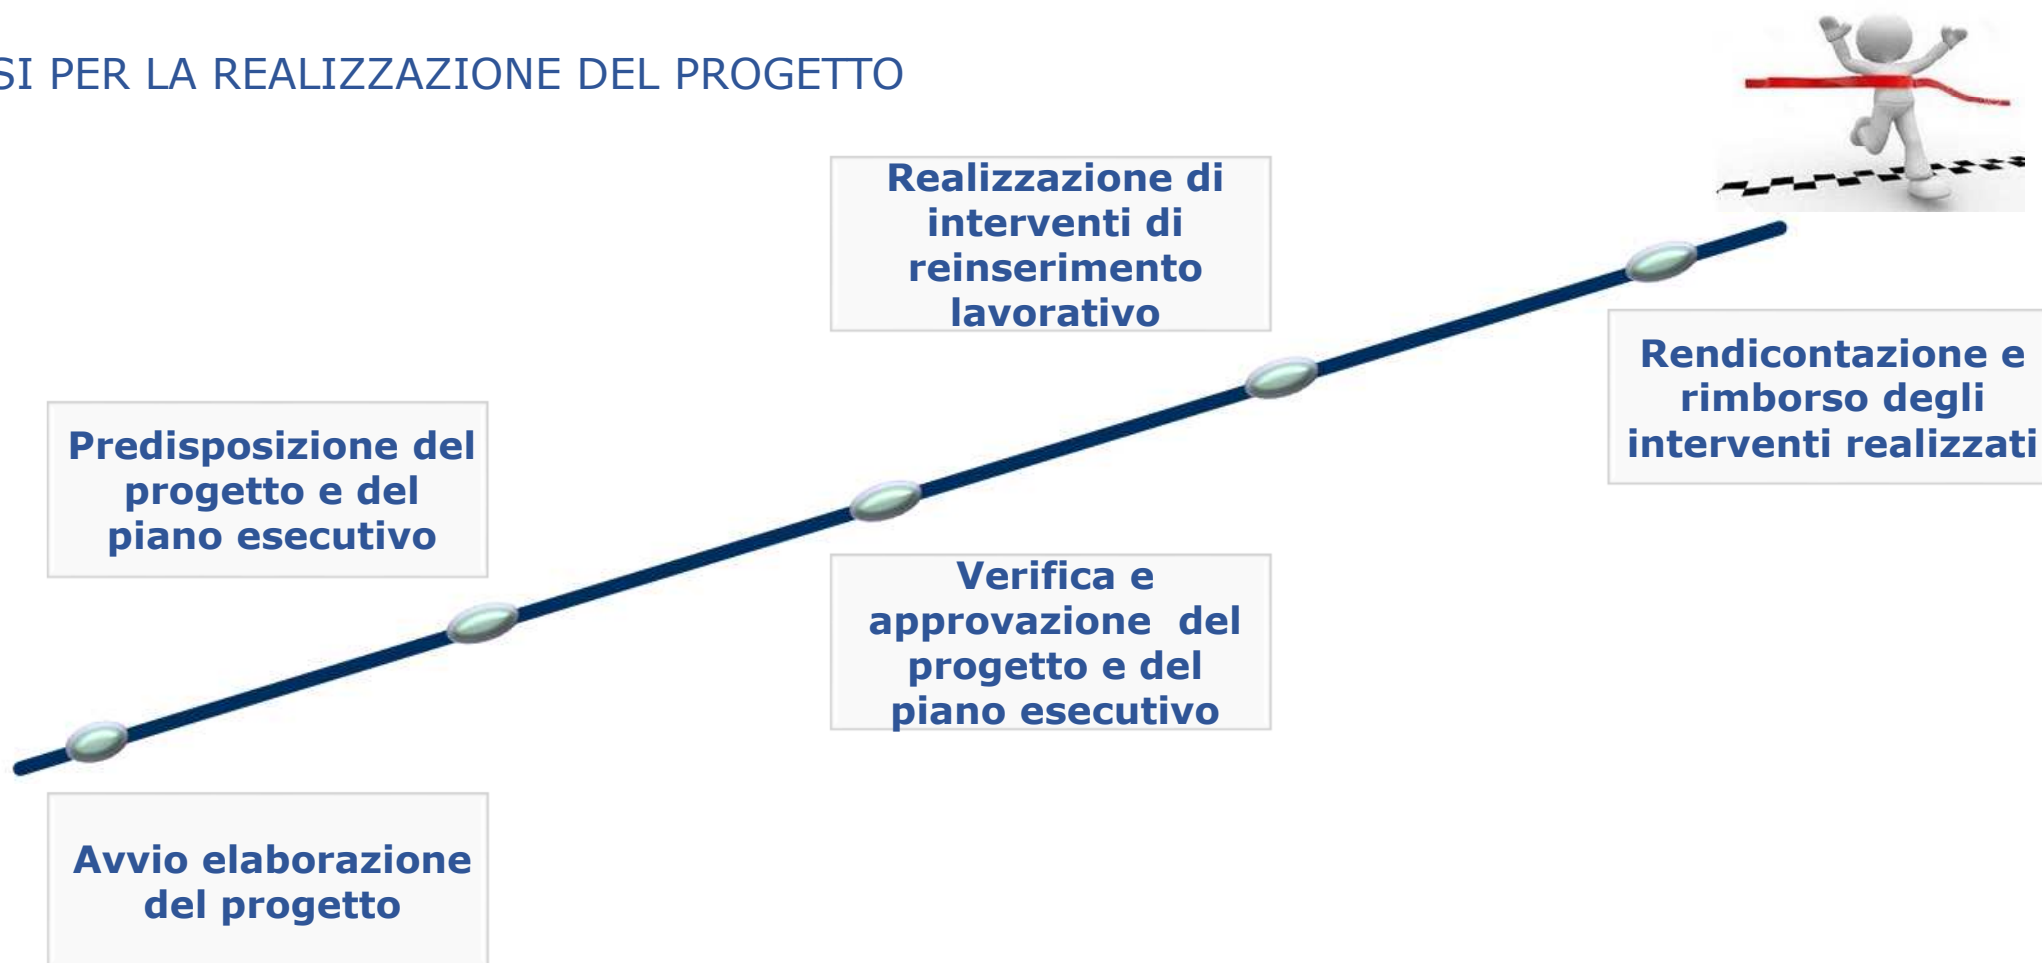 SI PER LA REALIZZAZIONE DEL PROGETTO
Realizzazione di
interventi di
reinserimento
lavorativo
Rendicontazione e
rimborso degli
interventi realizzati
Predisposizione del
progetto e del
piano esecutivo
Verifica e
approvazione  del
progetto e del
piano esecutivo
Avvio elaborazione
del progetto